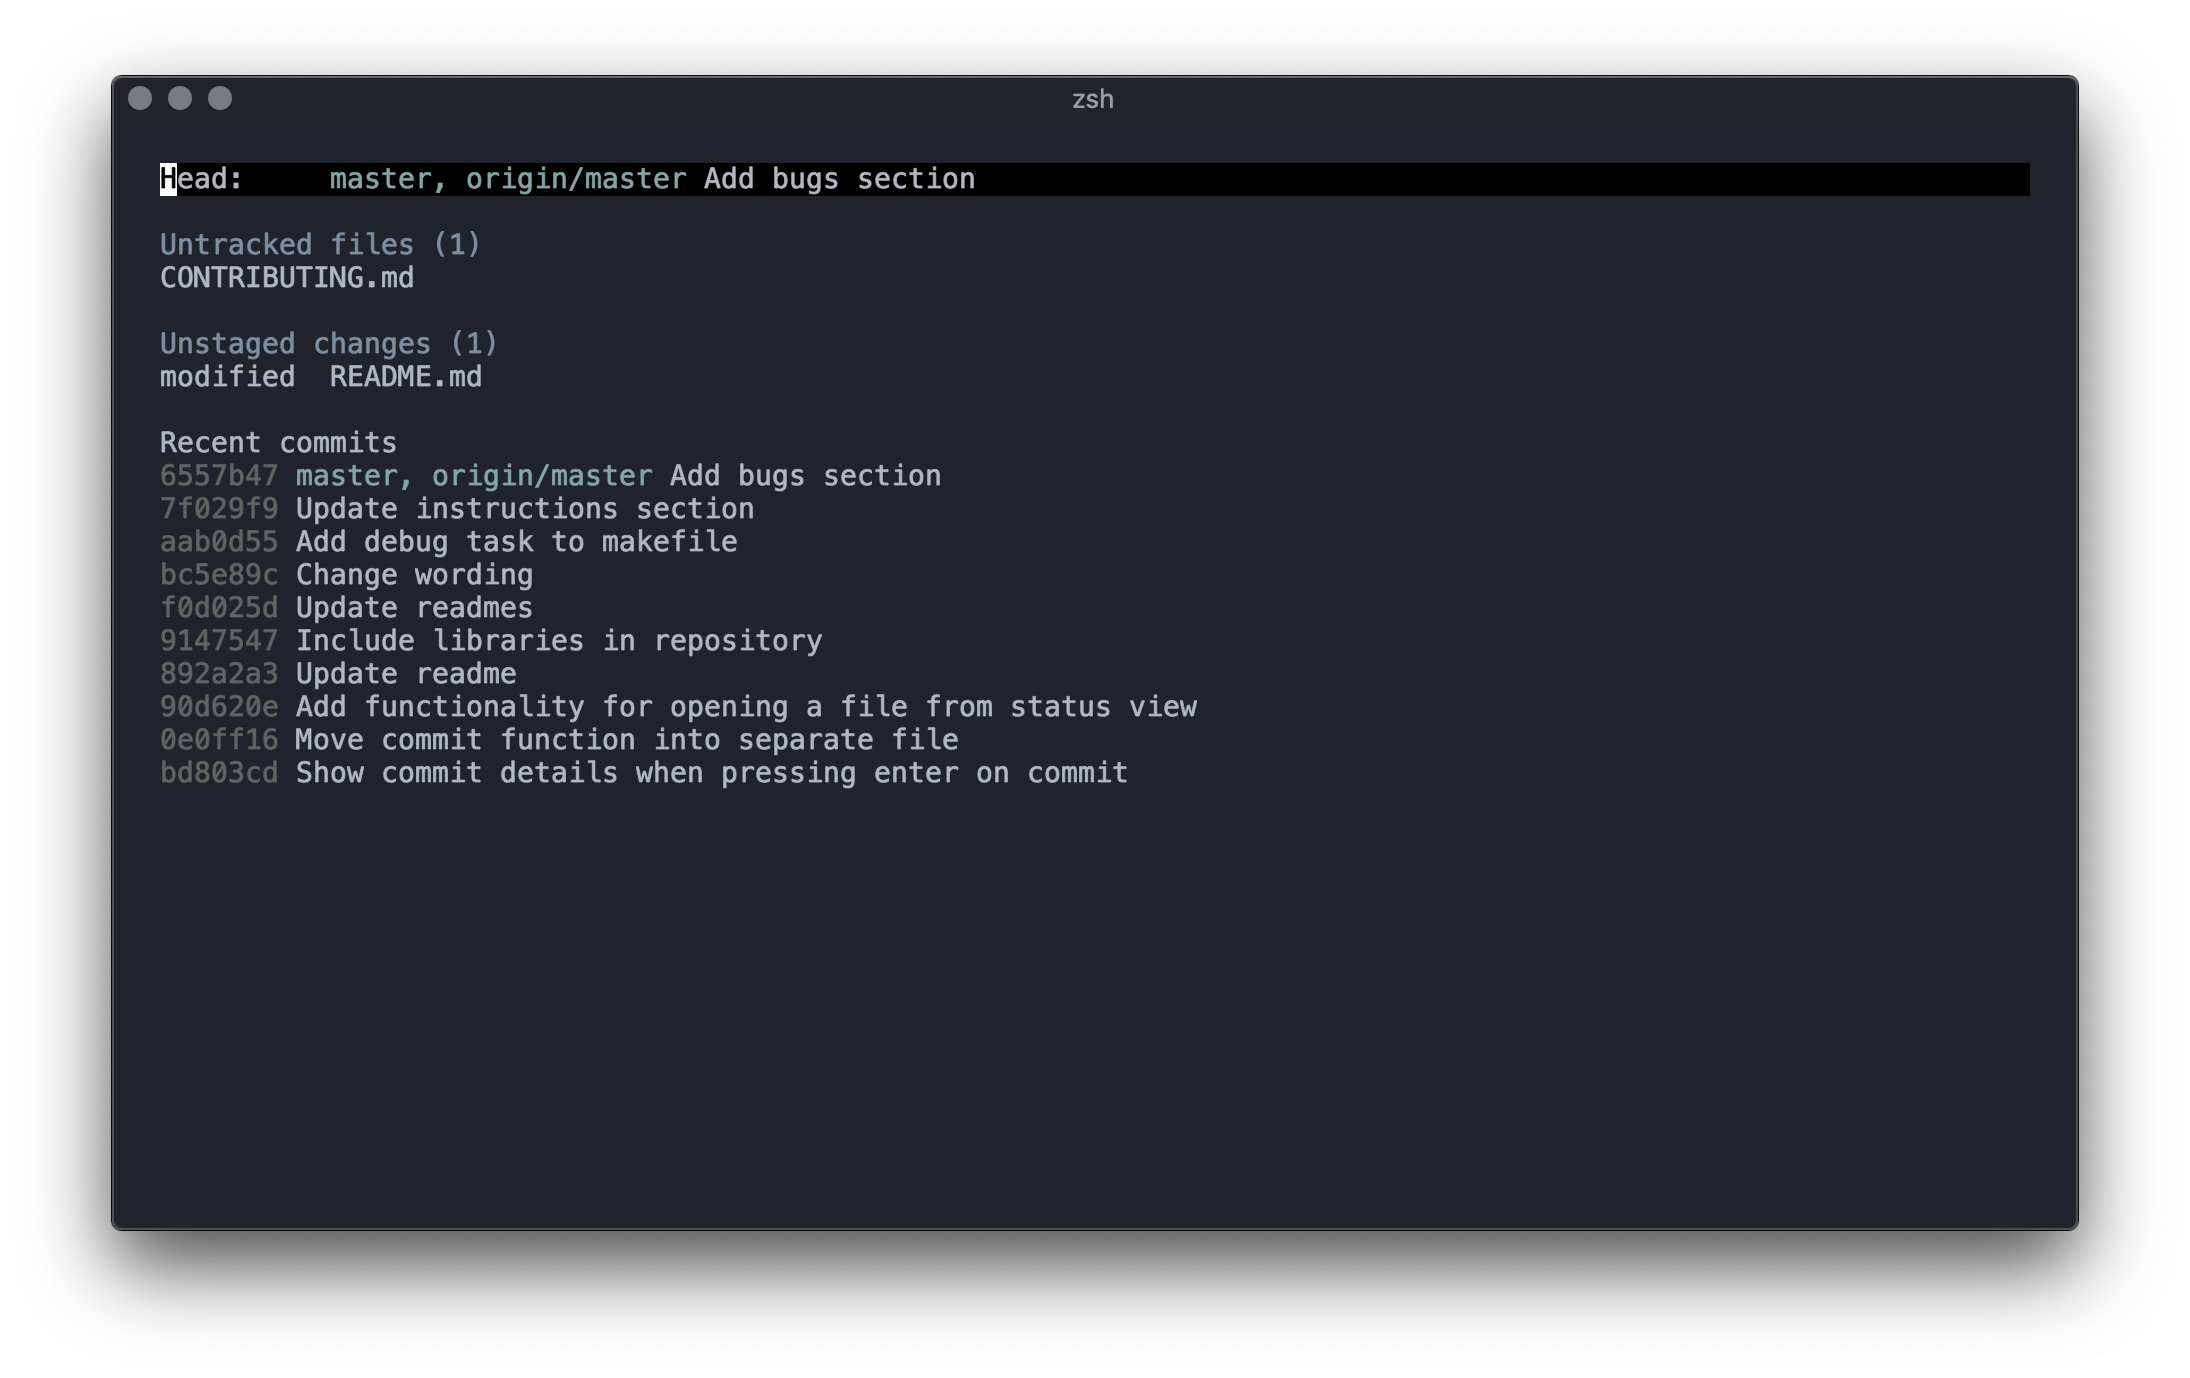 zsh
Head:     master, origin/master Add bugs section
Untracked files (1)
CONTRIBUTING.md
Unstaged changes (1)
modified  README.md
Recent commits
6557b47 master, origin/master Add bugs section
7f029f9 Update instructions section
aab0d55 Add debug task to makefile
bc5e89c Change wording
f0d025d Update readmes
9147547 Include libraries in repository
892a2a3 Update readme
90d620e Add functionality for opening a file from status view
0e0ff16 Move commit function into separate file
bd803cd Show commit details when pressing enter on commit